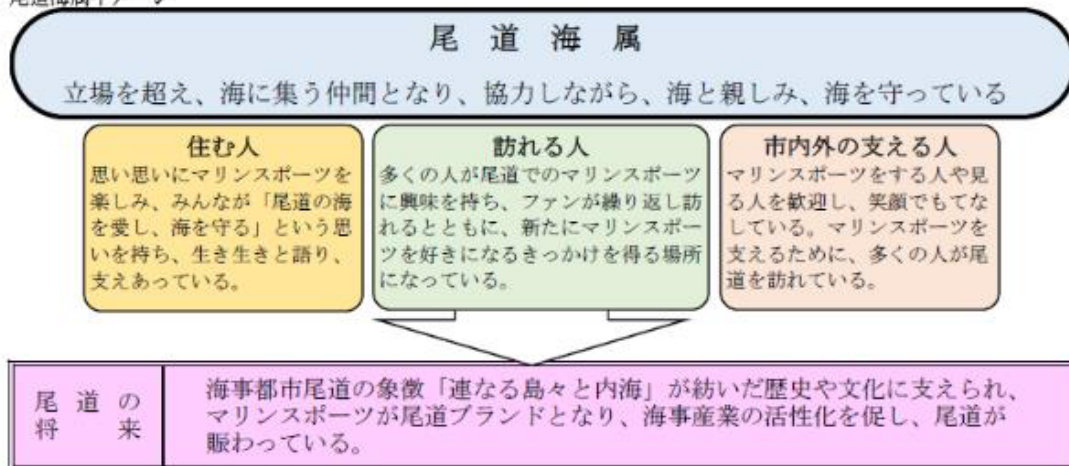 尾道海属
立場を超え、海に集う仲間となり、協力しながら、海と親しみ、海を守っている
住む人
思い思いにマリンスポーツを
楽しみ、みんなが「尾道の海
を愛し、海を守る」という思
いを持ち、生き生きと語り、
支えあっている。
訪れる人
多くの人が尾道でのマリンスポーツ
に興味を持ち、ファンが繰り返し訪
れるとともに、新たにマリンスポー
ツを好きになるきっかけを得る場所
になっている。
市内外の支える人
マリンスポーツをする人や見
る人を歓迎し、笑顔でもてな
している。マリンスポーツを
支えるために、多くの人が尾
道を訪れている。
尾道の
将来
海事都市尾道の象徴「連なる島々と内海」が紡いだ歴史や文化に支えられ、
マリンスポーツが尾道ブランドとなり、海事産業の活性化を促し、尾道が
賑わっている。